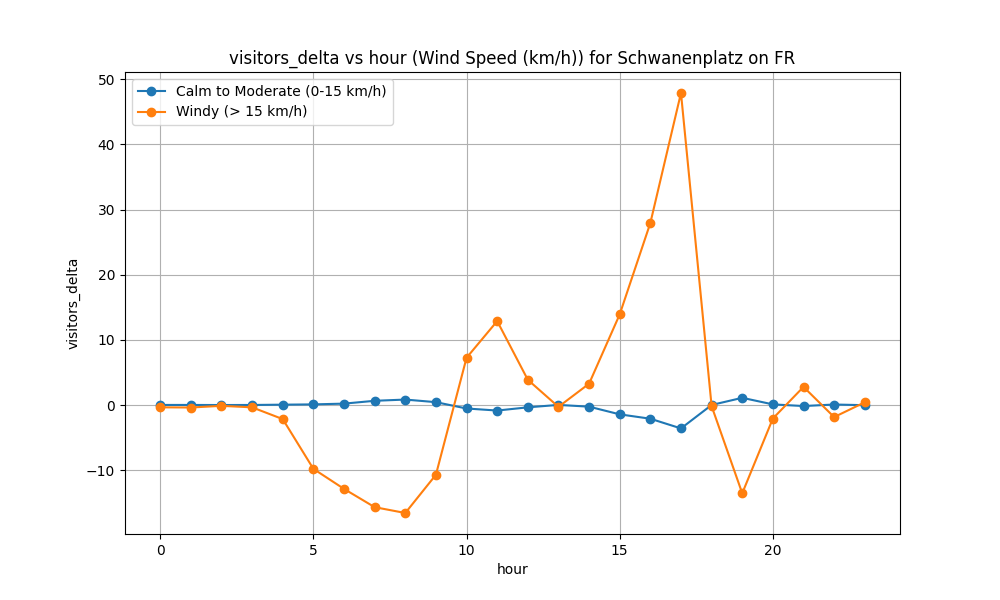 visitors_delta vs hour (Wind Speed (km/h)) for Schwanenplatz on FR
Calm to Moderate (0-15 km/h)
Windy (> 15 km/h)
50
40
30
20
10
0
−10
visitors_delta
0 5 10 15 20
hour